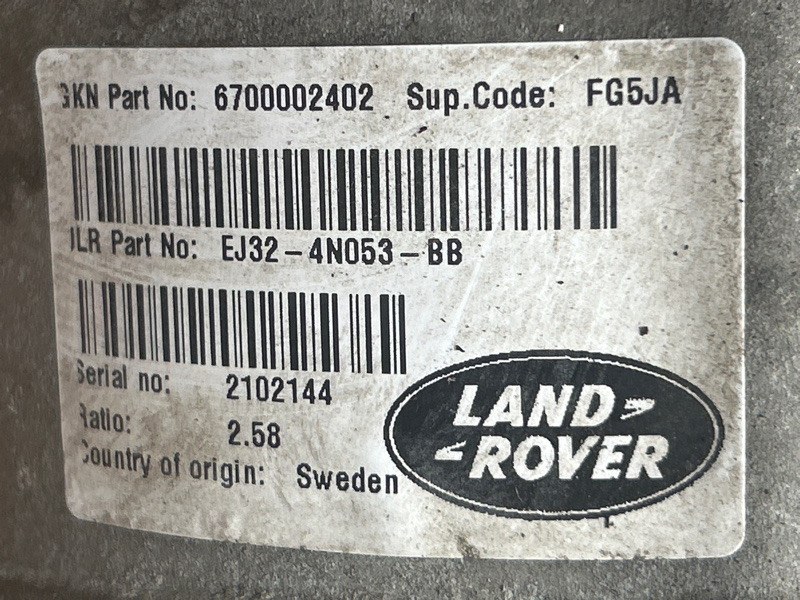 GKN Part No: 6700002402 Sup.Code: FG5JA
JLR Part No: EJ32-4N053-BB
Serial no: 2102144
Ratio: 2.58
Country of origin: Sweden
LAND
ROVER